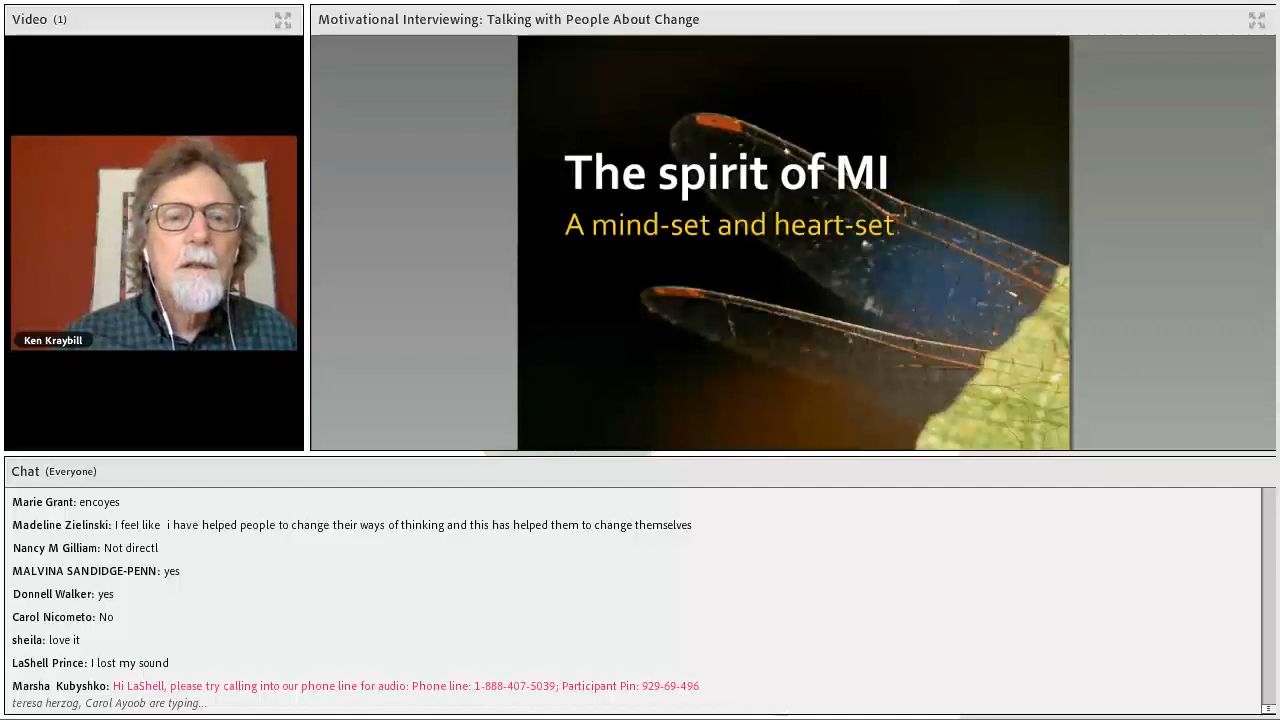 Video (1)
Motivational Interviewing: Talking with People About Change
The spirit of MI
A mind-set and heart-set
Ken Kraybill
Chat (Everyone)
Marie Grant: encoyes
Madeline Zielinski: I feel like i have helped people to change their ways of thinking and this has helped them to change themselves
Nancy M Gilliam: Not directl
MALVINA SANDIDGE-PENN: yes
Donnell Walker: yes
Carol Nicometo: No
sheila: love it
LaShell Prince: I lost my sound
Marsha Kubyshko: Hi LaShell, please try calling into our phone line for audio: Phone line: 1-888-407-5039; Participant Pin: 929-69-496
teresa herzog, Carol Ayoob are typing...